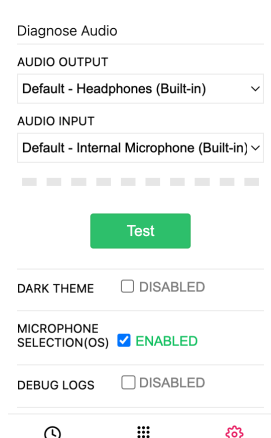 Diagnose Audio
AUDIO OUTPUT
Default - Headphones (Built-in)
AUDIO INPUT
Default - Internal Microphone (Built-in)
Test
DARK THEME DISABLED
MICROPHONE
SELECTION(OS) ENABLED
DEBUG LOGS DISABLED